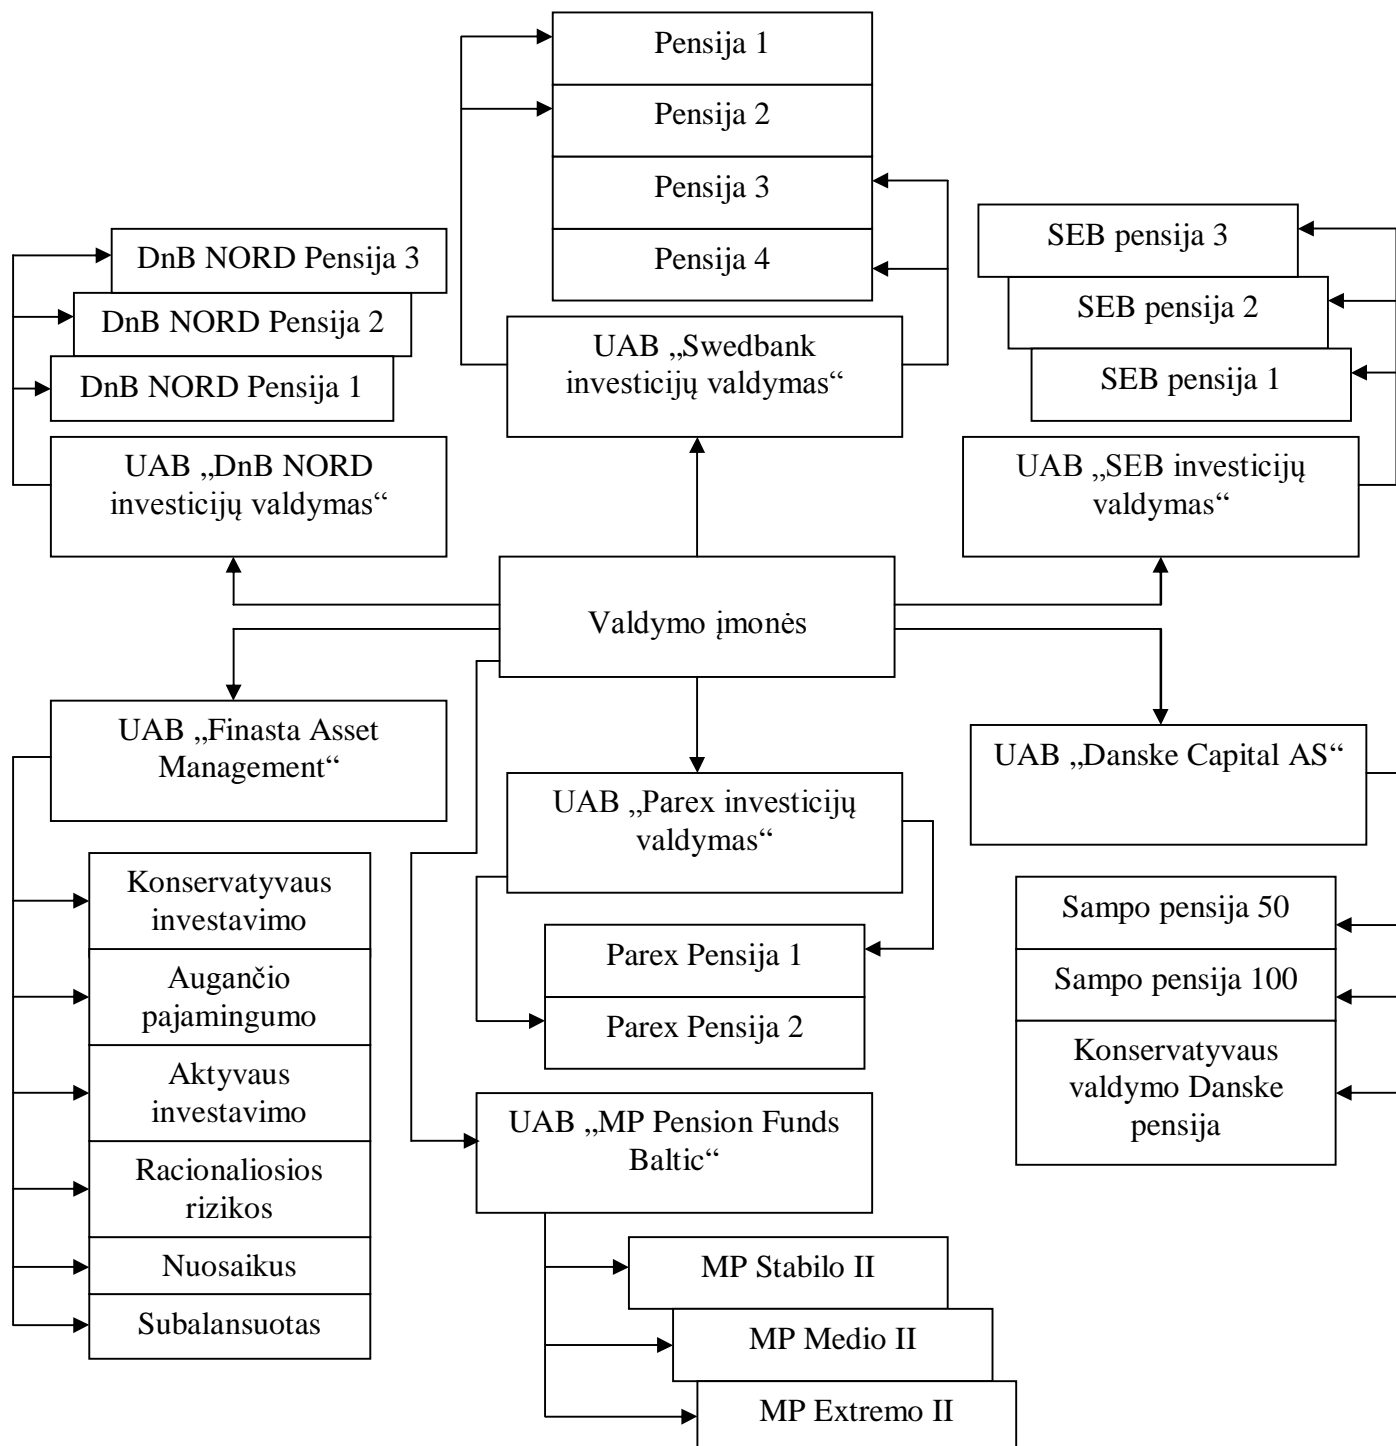 Pensija 1
Pensija 2
Pensija 3
Pensija 4
UAB „Swedbank
investicijų valdymas“
DnB NORD Pensija 3
DnB NORD Pensija 2
DnB NORD Pensija 1
UAB „DnB NORD
investicijų valdymas“
SEB pensija 3
SEB pensija 2
SEB pensija 1
UAB „SEB investicijų
valdymas“
Valdymo įmonės
UAB „Finasta Asset
Management“
Konservatyvaus
investavimo
Augančio
pajamingumo
Aktyvaus
investavimo
Racionaliosios
rizikos
Nuosaikus
Subalansuotas
UAB „Parex investicijų
valdymas“
Parex Pensija 1
Parex Pensija 2
UAB „MP Pension Funds
Baltic“
MP Stabilo II
MP Medio II
MP Extremo II
UAB „Danske Capital AS“
Sampo pensija 50
Sampo pensija 100
Konservatyvaus
valdymo Danske
pensija